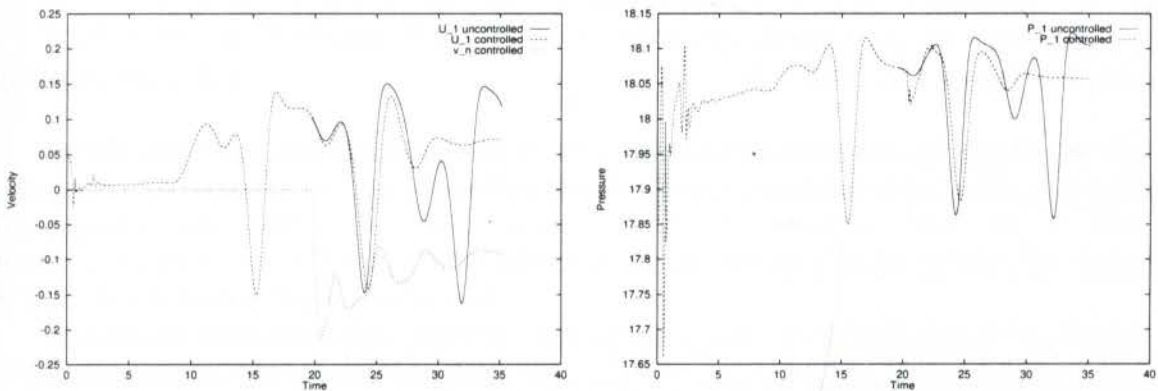 0.25
0.2
0.15
0.1
0.05
0
-0.05
-0.1
-0.15
-0.2
-0.25
Velocity
0 5 10 15 20 25 30 35 40
Time
U_1 uncontrolled
U_1 controlled
v_n controlled
18.15
18.1
18.05
18
17.95
17.9
17.85
17.8
17.75
17.7
17.65
Pressure
0 5 10 15 20 25 30 35 40
Time
P_1 uncontrolled
P_1 controlled